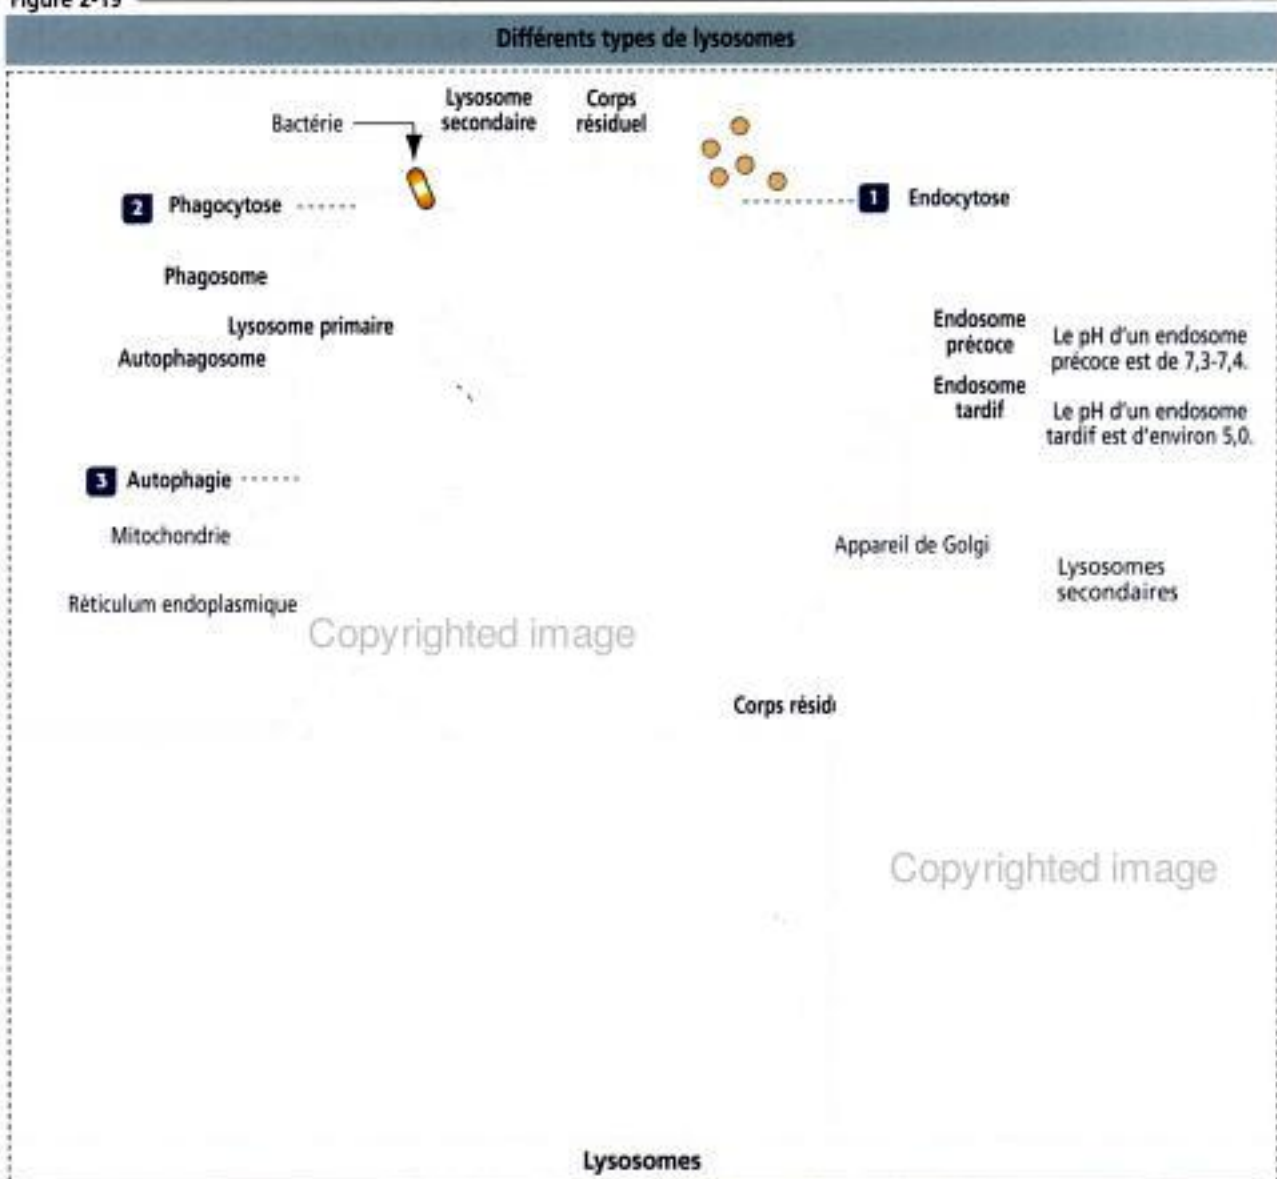 Figure 2-19
Différents types de lysosomes
Bactérie
Lysosome
secondaire
Corps
résiduel
2 Phagocytose
1 Endocytose
Phagosome
Lysosome primaire
Autophagosome
Endosome
précoce
Le pH d'un endosome
précoce est de 7,3-7,4.
Endosome
tardif
Le pH d'un endosome
tardif est d'environ 5,0.
3 Autophagie
Mitochondrie
Appareil de Golgi
Lysosomes
secondaires
Réticulum endoplasmique
Copyrighted image
Corps résid
Copyrighted image
Lysosomes